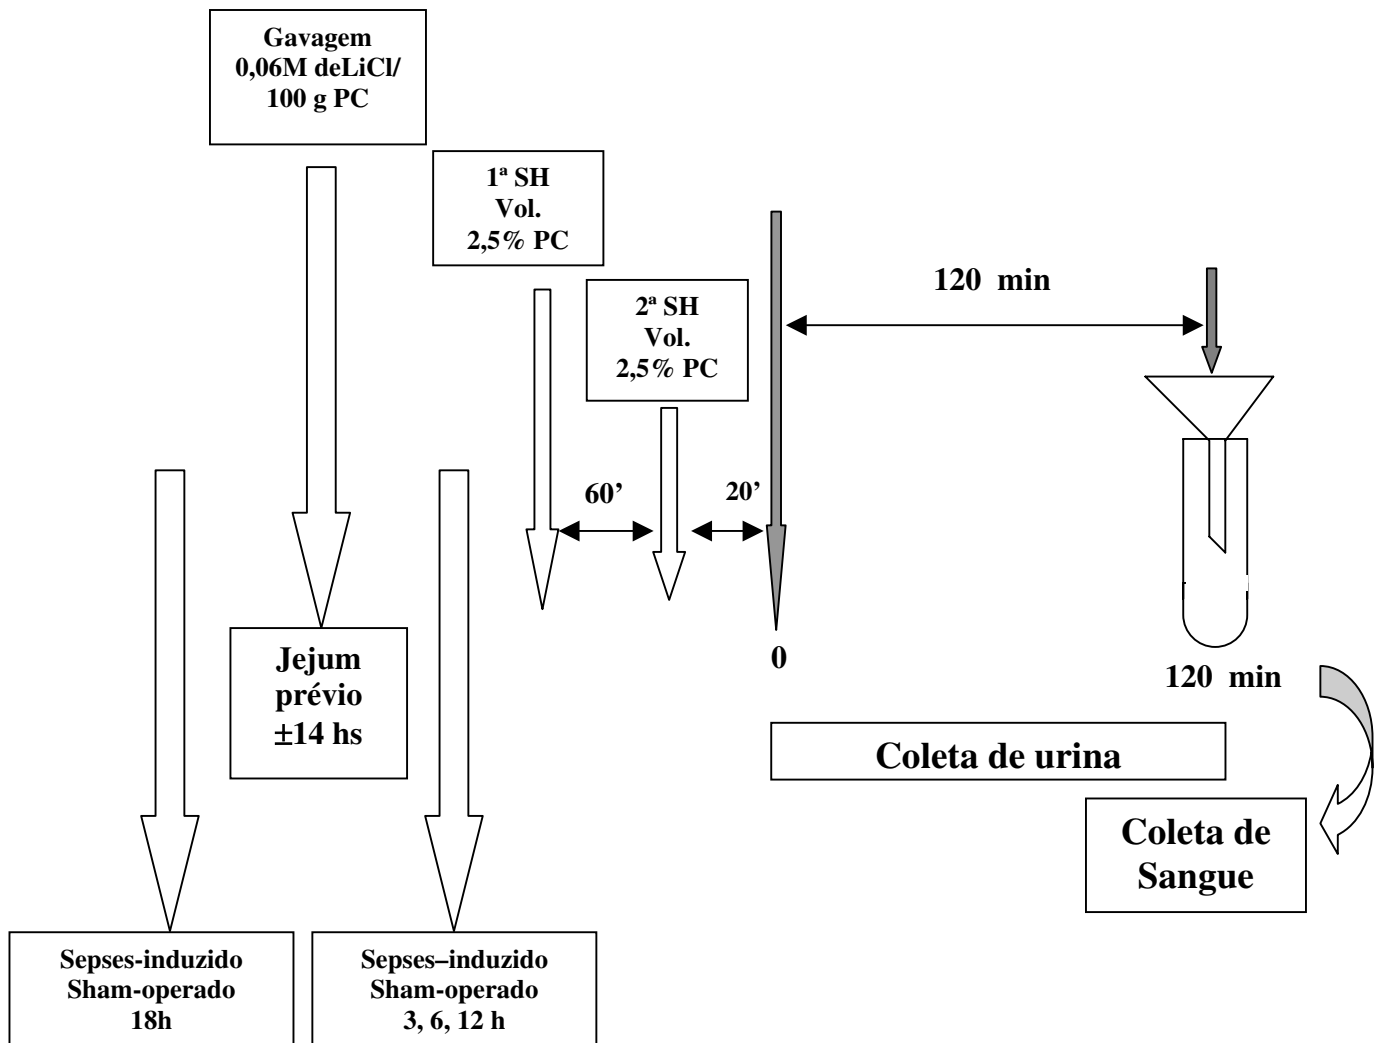 Gavagem
0,06M deLiCl/
100 g PC
1ª SH
Vol.
2,5% PC
2ª SH
Vol.
2,5% PC
120 min
60’
20’
0
120 min
Jejum
prévio
±14 hs
Coleta de urina
Coleta de
Sangue
Sepses-induzido
Sham-operado
18h
Sepses–induzido
Sham-operado
3, 6, 12 h